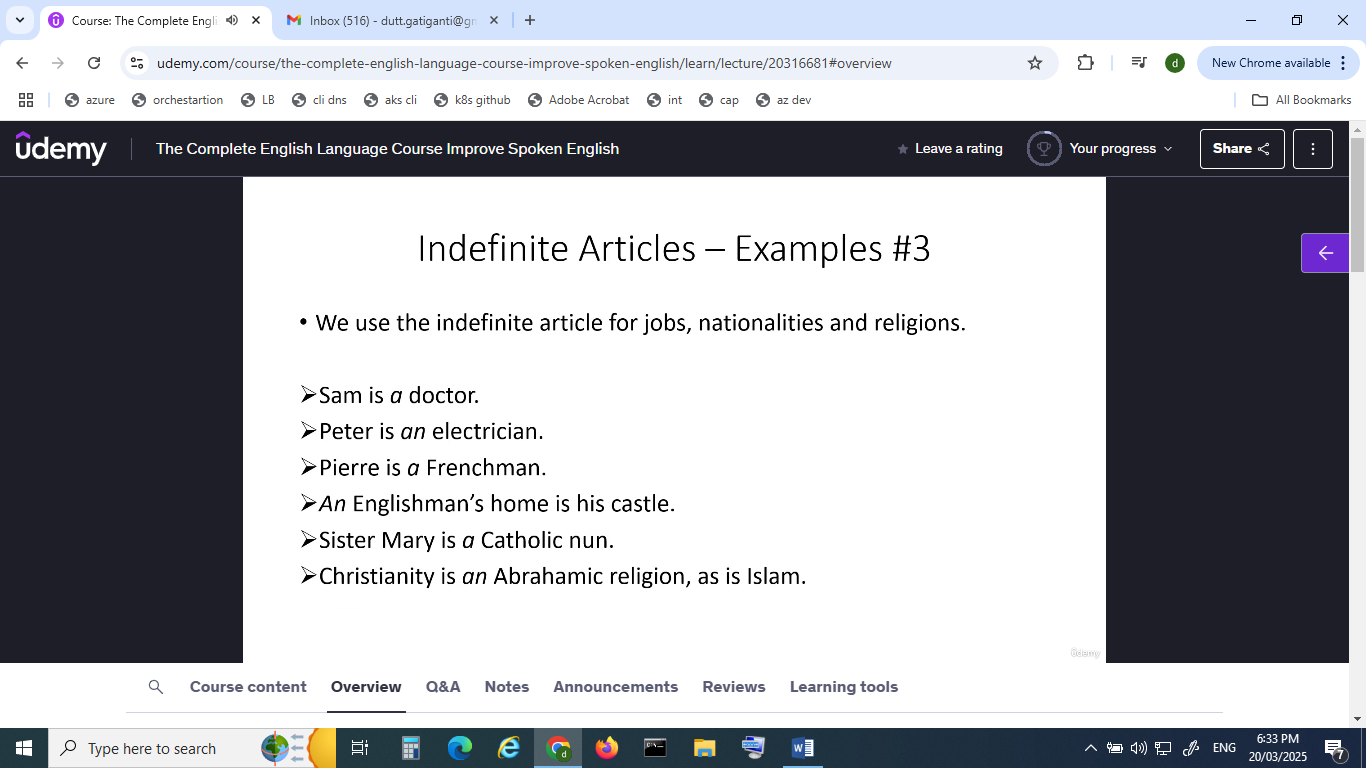 Course: The Complete Engli
Inbox (516) - dutt.gatiganti@gm
udemy.com/course/the-complete-english-language-course-improve-spoken-english/learn/lecture/20316681#overview
d
New Chrome available
azure
orchestartion
LB
cli dns
aks cli
k8s github
Adobe Acrobat
int
cap
az dev
All Bookmarks
udemy
The Complete English Language Course Improve Spoken English
Leave a rating
Your progress
Share
Indefinite Articles – Examples #3
• We use the indefinite article for jobs, nationalities and religions.
➢Sam is a doctor.
➢Peter is an electrician.
➢Pierre is a Frenchman.
➢An Englishman’s home is his castle.
➢Sister Mary is a Catholic nun.
➢Christianity is an Abrahamic religion, as is Islam.
udemy
Course content
Overview
Q&A
Notes
Announcements
Reviews
Learning tools
Type here to search
ENG
6:33 PM
20/03/2025
7